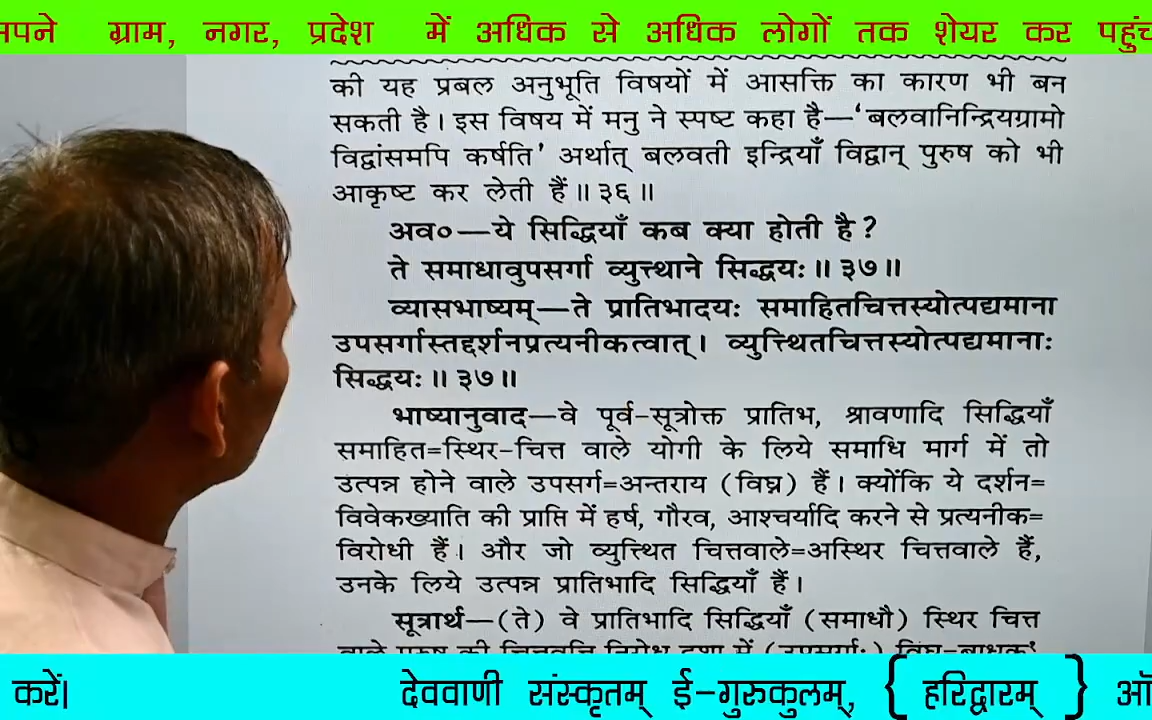 ग्राम, नगर, प्रदेश में अधिक से अधिक लोगों तक शेयर कर
की यह प्रबल अनुभूति विषयों में आसक्ति का कारण भी बन
सकती है। इस विषय में मनु ने स्पष्ट कहा है—‘बलवानिन्द्रियग्रामो
विद्वांसमपि कर्षति’ अर्थात् बलवती इन्द्रियाँ विद्वान् पुरुष को भी
आकृष्ट कर लेती हैं॥३६॥
अव०—ये सिद्धियाँ कब क्या होती है?
ते समाधावुपसर्गा व्युत्त्थाने सिद्धयः॥३७॥
व्यासभाष्यम्—ते प्रातिभादयः समाहितचित्तस्योत्पद्यमाना
उपसर्गास्तद्दर्शनप्रत्यनीकत्वात्। व्युत्त्थितचित्तस्योत्पद्यमानाः
सिद्धयः॥३७॥
भाष्यानुवाद—वे पूर्व-सूत्रोक्त प्रातिभ, श्रावणादि सिद्धियाँ
समाहित=स्थिर-चित्त वाले योगी के लिये समाधि मार्ग में तो
उत्पन्न होने वाले उपसर्ग=अन्तराय (विघ्न) हैं। क्योंकि ये दर्शन=
विवेकख्याति की प्राप्ति में हर्ष, गौरव, आश्चर्यादि करने से प्रत्यनीक=
विरोधी हैं। और जो व्युत्त्थित चित्तवाले=अस्थिर चित्तवाले हैं,
उनके लिये उत्पन्न प्रातिभादि सिद्धियाँ हैं।
सूत्रार्थ—(ते) वे प्रातिभादि सिद्धियाँ (समाधौ) स्थिर चित्त
करें। देववाणी संस्कृतम् ई-गुरुकुलम्, { हरिद्वारम् }